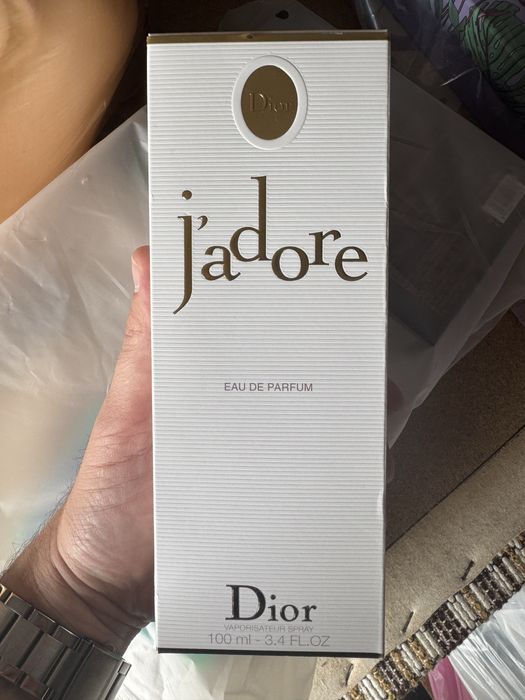 Dior
j'adore
EAU DE PARFUM
Dior
VAPORISATEUR SPRAY
100 ml - 3.4 FL.OZ